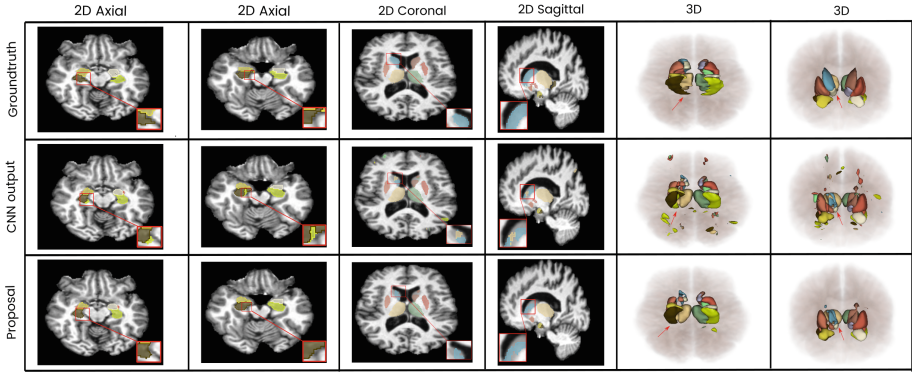 2D Axial 2D Axial 2D Coronal 2D Sagittal 3D 3D
Groundtruth
CNN output
Proposal